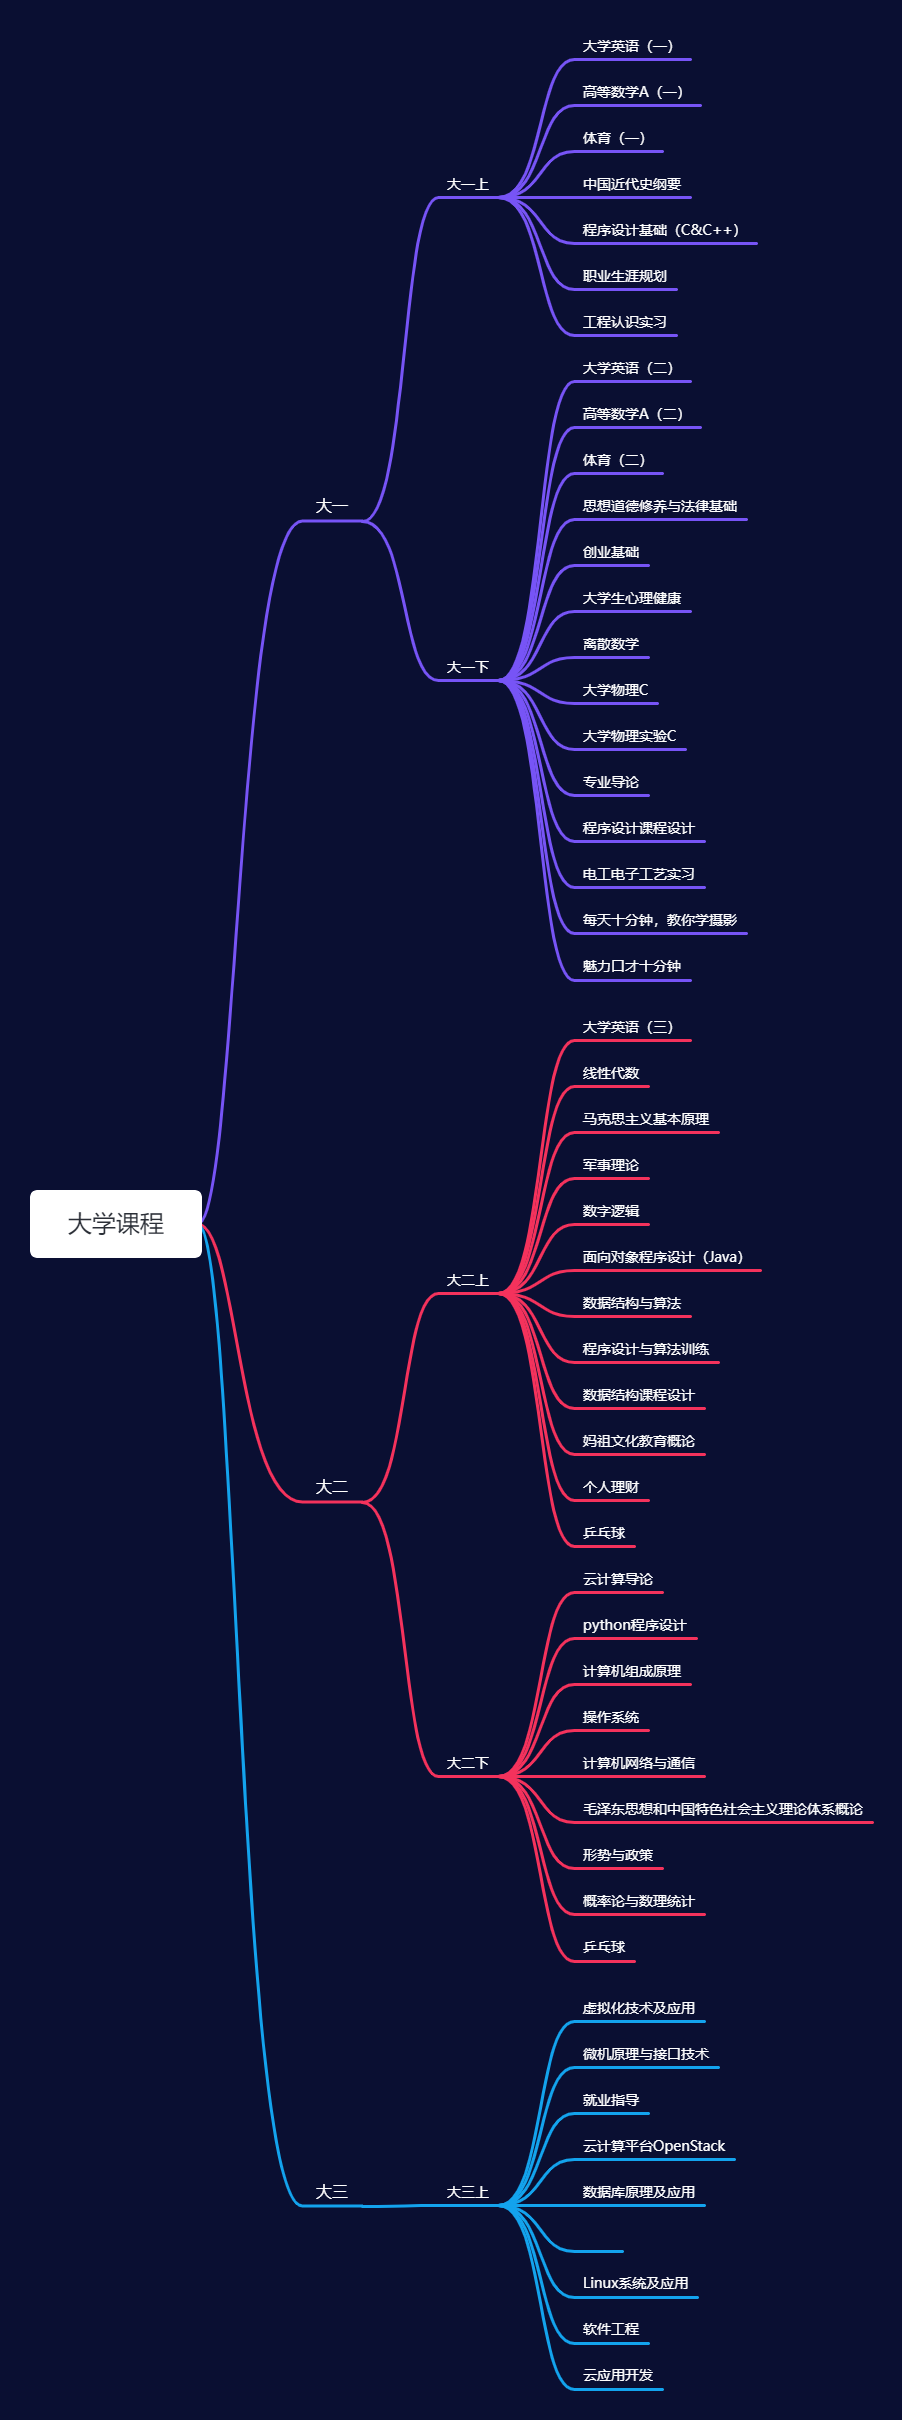 大学课程
大一
大一上
大学英语（一）
高等数学A（一）
体育（一）
中国近代史纲要
程序设计基础（C&C++）
职业生涯规划
工程认识实习
大一下
大学英语（二）
高等数学A（二）
体育（二）
思想道德修养与法律基础
创业基础
大学生心理健康
离散数学
大学物理C
大学物理实验C
专业导论
程序设计课程设计
电工电子工艺实习
每天十分钟，教你学摄影
魅力口才十分钟
大二
大二上
大学英语（三）
线性代数
马克思主义基本原理
军事理论
数字逻辑
面向对象程序设计（Java）
数据结构与算法
程序设计与算法训练
数据结构课程设计
妈祖文化教育概论
个人理财
乒乓球
大二下
云计算导论
python程序设计
计算机组成原理
操作系统
计算机网络与通信
毛泽东思想和中国特色社会主义理论体系概论
形势与政策
概率论与数理统计
乒乓球
大三
大三上
虚拟化技术及应用
微机原理与接口技术
就业指导
云计算平台OpenStack
数据库原理及应用
Linux系统及应用
软件工程
云应用开发